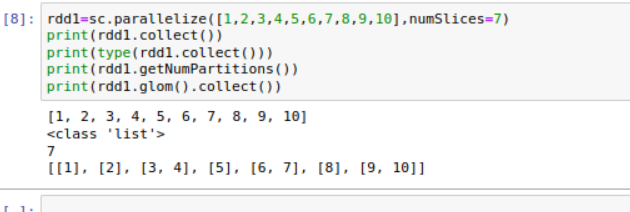 [8]: rdd1=sc.parallelize([1,2,3,4,5,6,7,8,9,10],numSlices=7)
print(rdd1.collect())
print(type(rdd1.collect()))
print(rdd1.getNumPartitions())
print(rdd1.glom().collect())
[1, 2, 3, 4, 5, 6, 7, 8, 9, 10]
<class 'list'>
7
[[1], [2], [3, 4], [5], [6, 7], [8], [9, 10]]
[ ]: